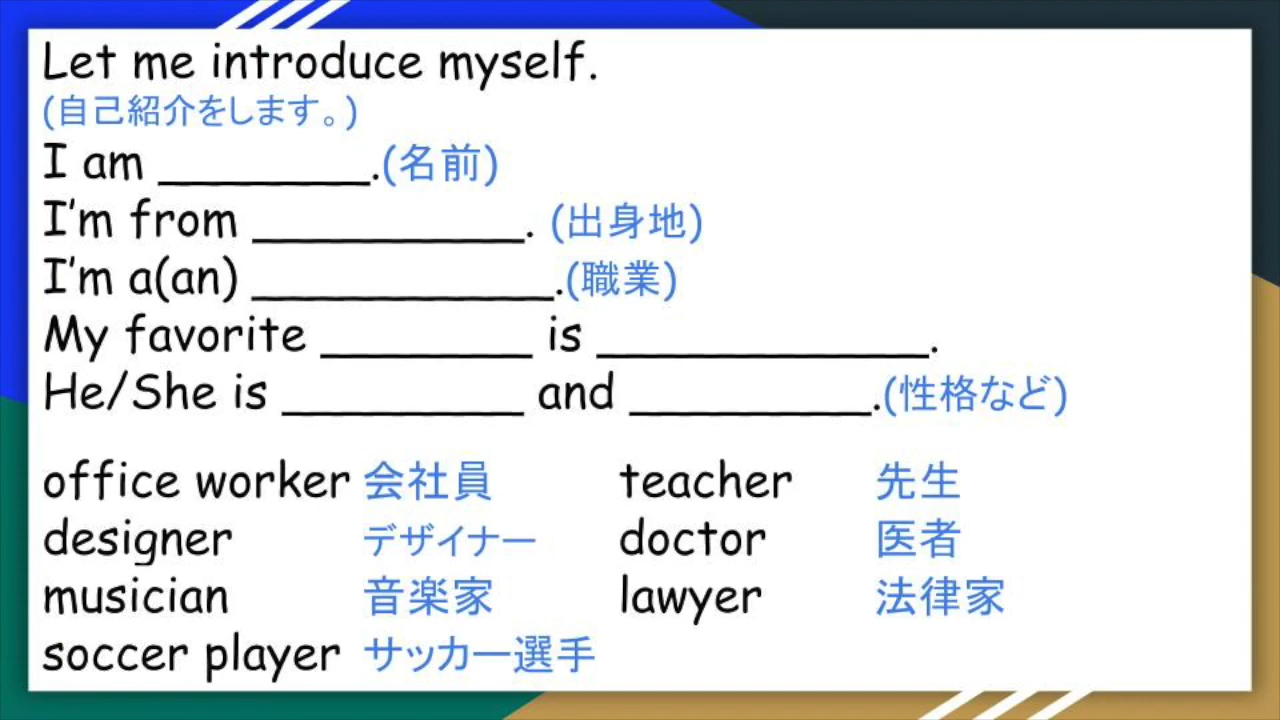 Let me introduce myself.
(自己紹介をします。)
I am ________.(名前)
I'm from __________. (出身地)
I'm a(an) ___________.(職業)
My favorite ________ is ____________.
He/She is _________ and _________.(性格など)
office worker 会社員 teacher 先生
designer デザイナー doctor 医者
musician 音楽家 lawyer 法律家
soccer player サッカー選手